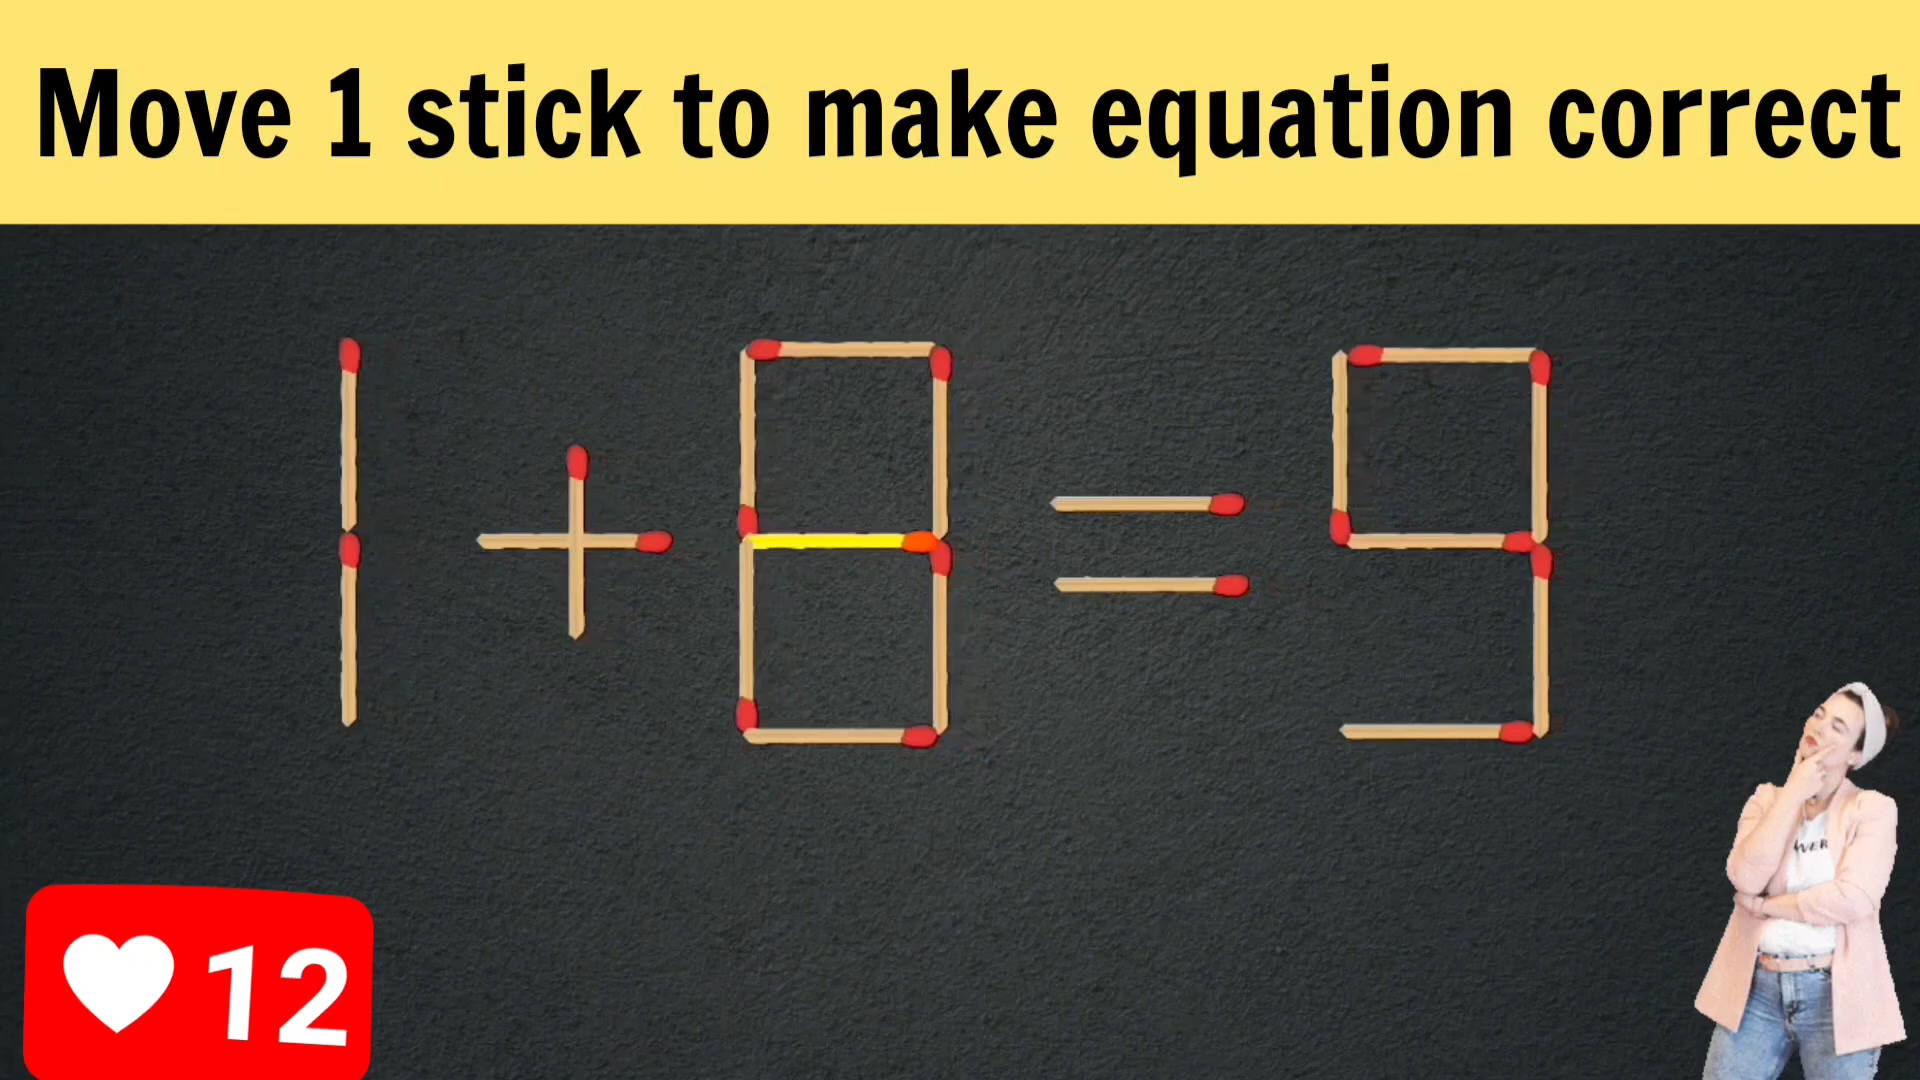 Move 1 stick to make equation correct
1 + 8 = 9
12